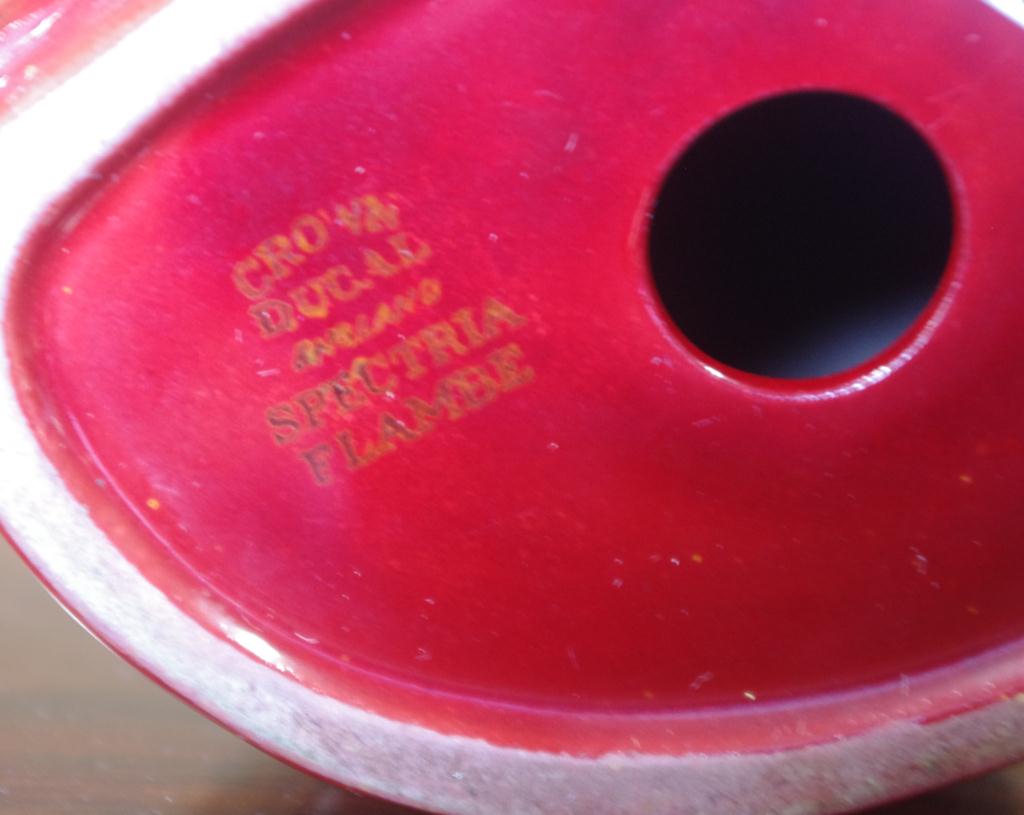 CROWN
DUCAL
ENGLAND
SPECTRIA
FLAMBE